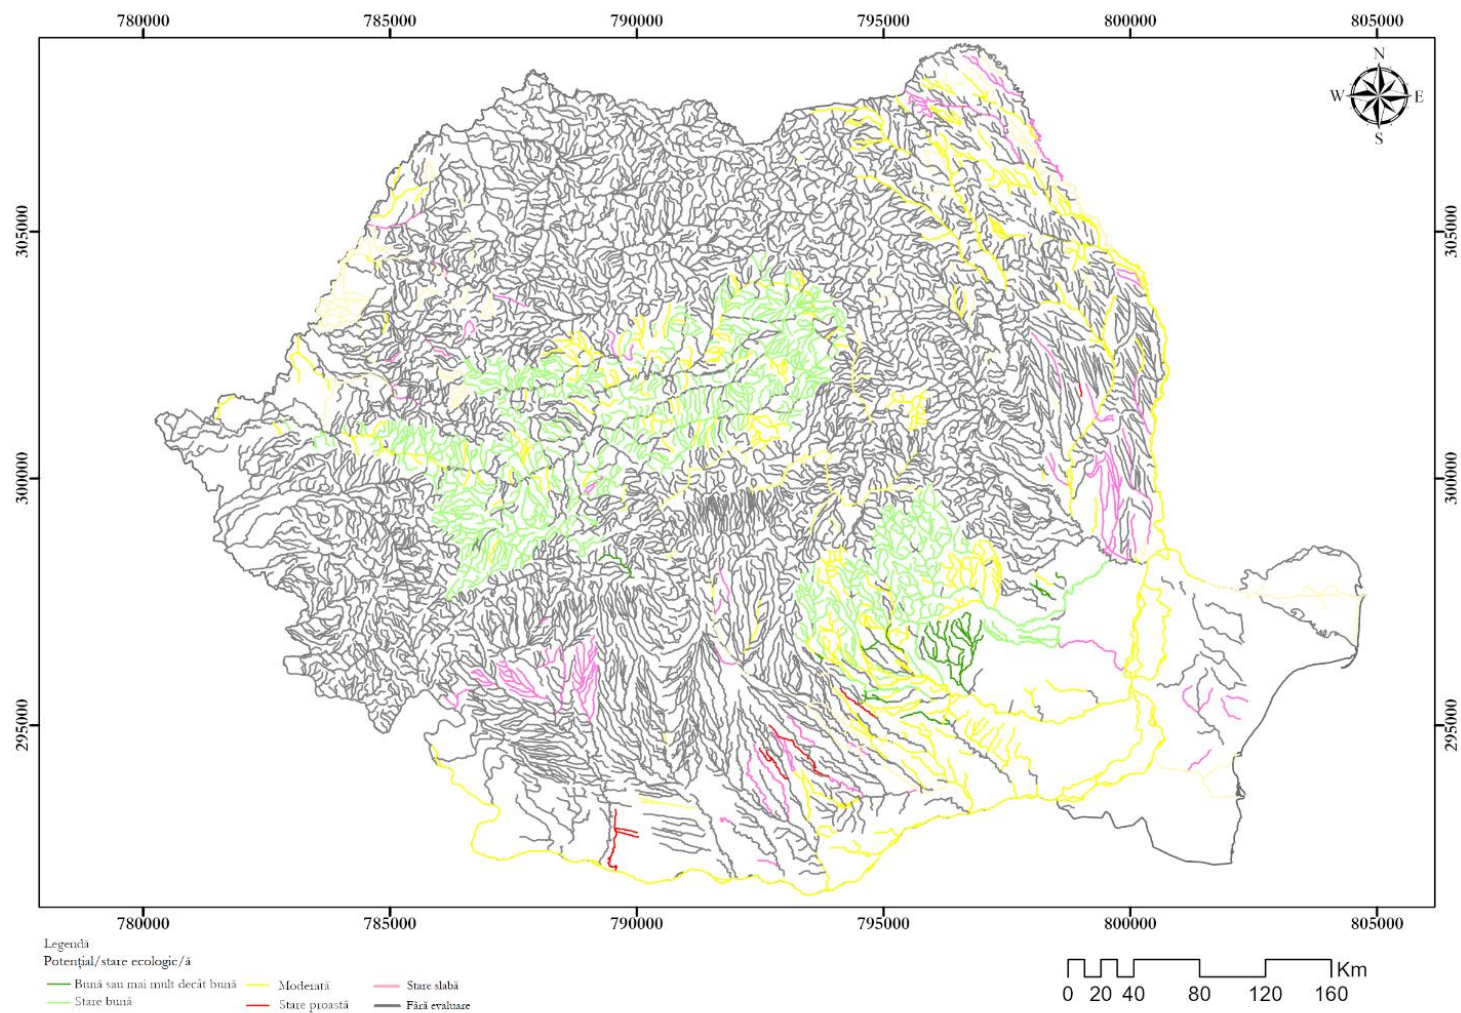 780000 785000 790000 795000 800000 805000
N
W E
S
305000 305000
300000 300000
295000 295000
780000 785000 790000 795000 800000 805000
Legendă
Potențial/stare ecologic/ă
Bună sau mai mult decât bună Moderată Stare slabă
Stare bună Stare proastă Fără evaluare
Km
0 20 40 80 120 160